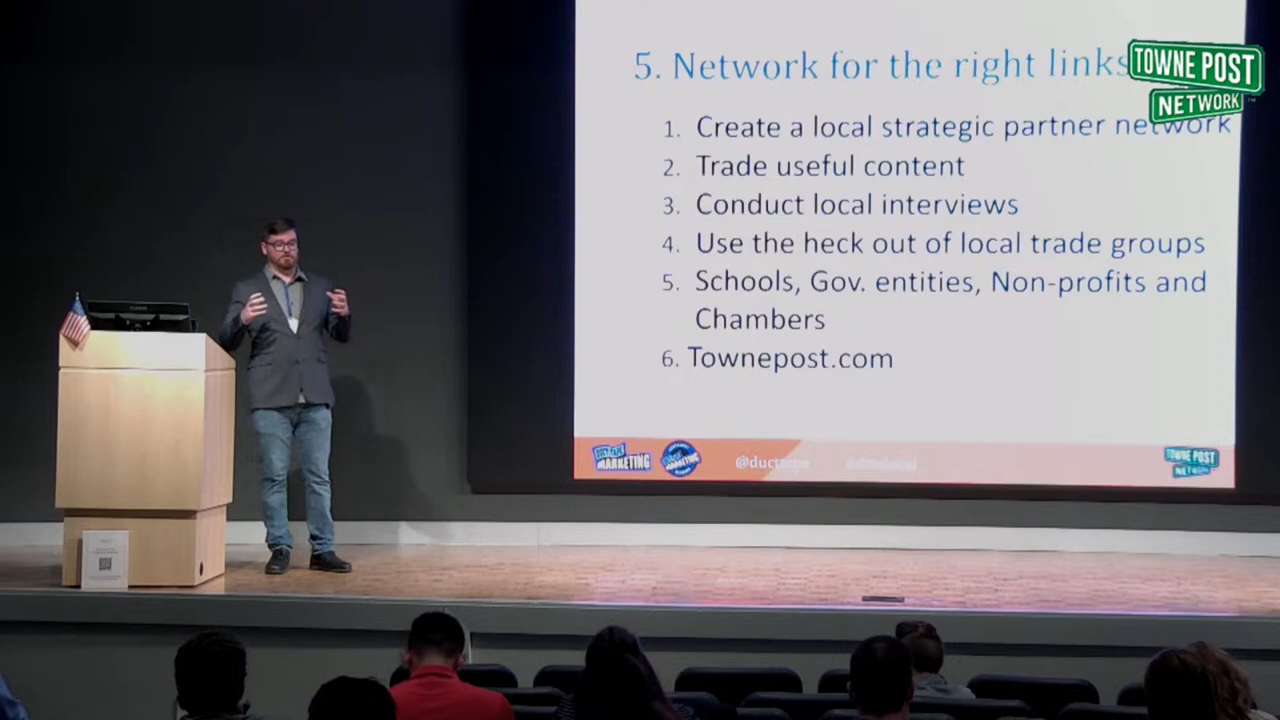 5. Network for the right links
TOWNE POST
NETWORK
1. Create a local strategic partner network
2. Trade useful content
3. Conduct local interviews
4. Use the heck out of local trade groups
5. Schools, Gov. entities, Non-profits and
Chambers
6. Townepost.com
DUCT TAPE
MARKETING
TOWNE POST
NETWORK